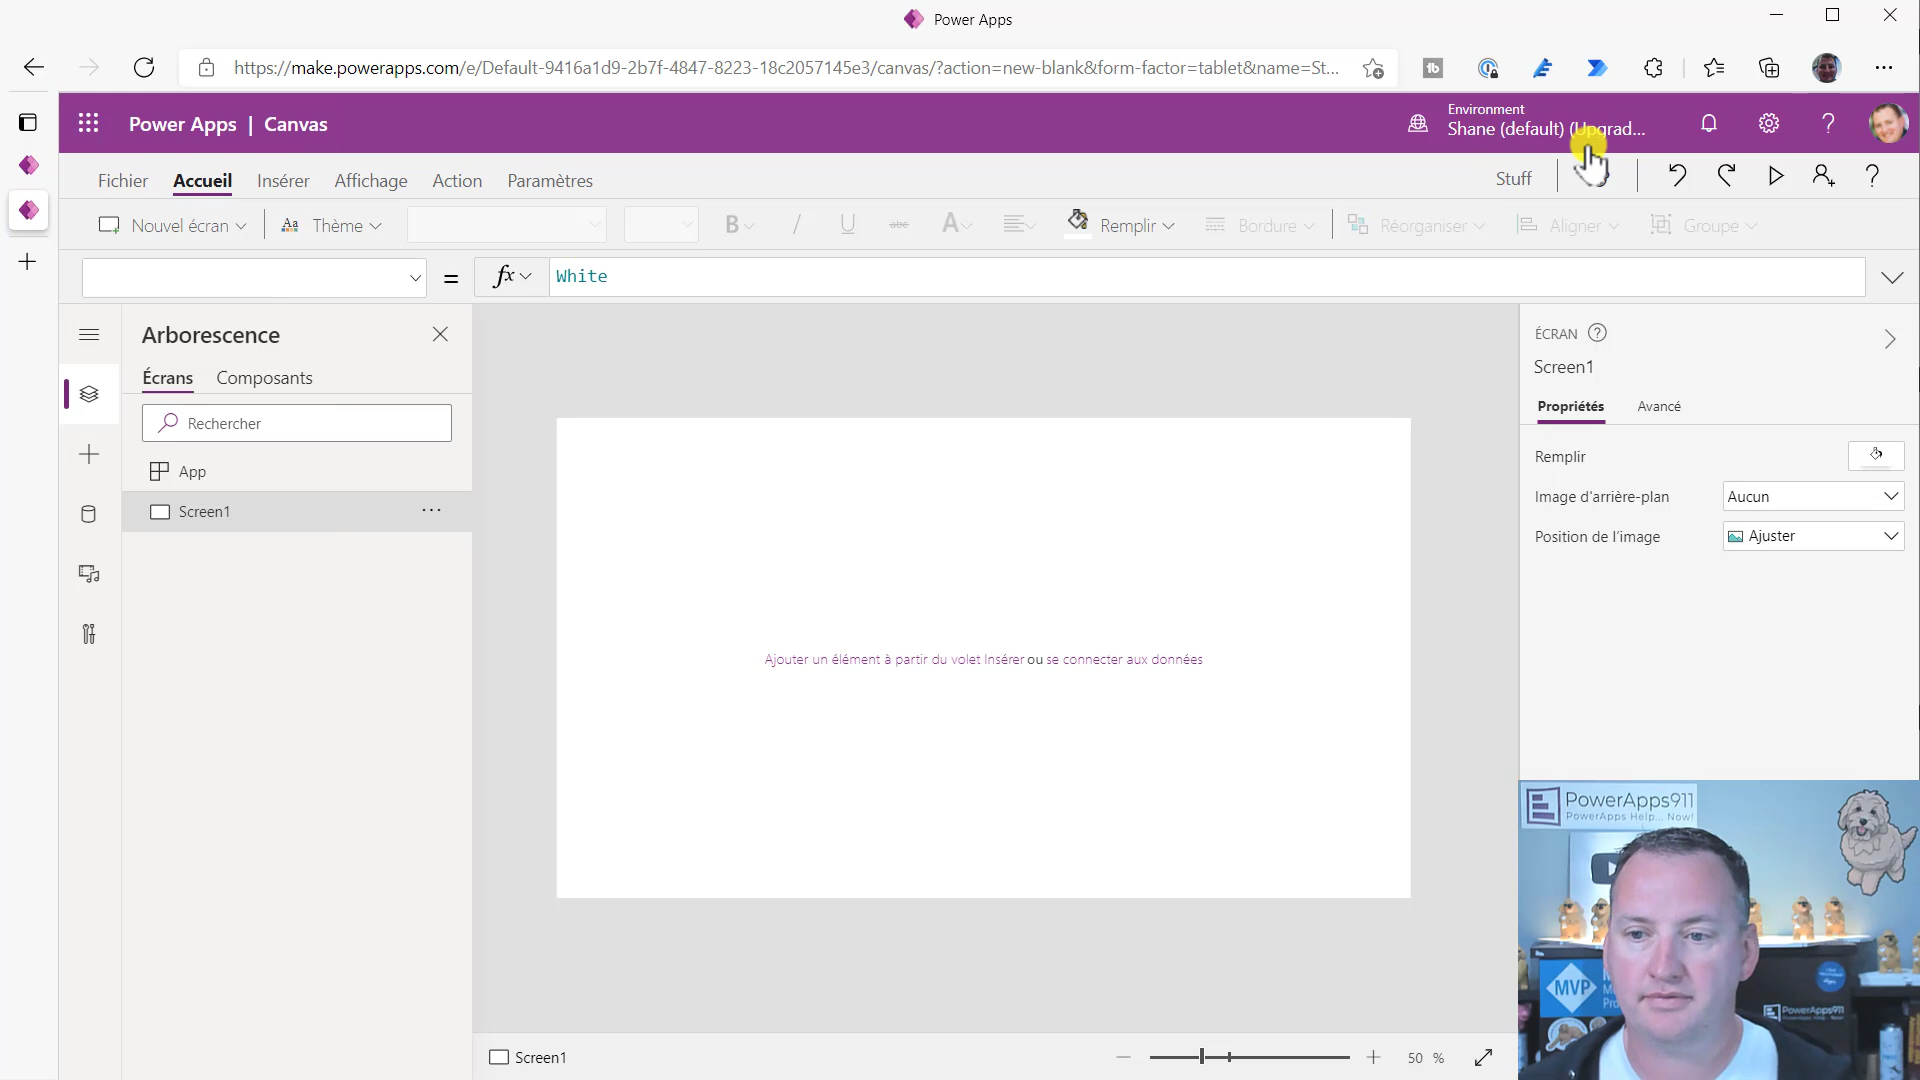 Power Apps
https://make.powerapps.com/e/Default-9416a1d9-2b7f-4847-8223-18c2057145e3/canvas/?action=new-blank&form-factor=tablet&name=St...
Power Apps | Canvas
Environment
Shane (default) (Upgrad...
Fichier Accueil Insérer Affichage Action Paramètres
Stuff
Nouvel écran
Aa Thème
B
/
U
abc
A
Remplir
Bordure
Réorganiser
Aligner
Groupe
= fx White
Arborescence
Écrans Composants
Rechercher
App
Screen1
Ajouter un élément à partir du volet Insérer ou se connecter aux données
ÉCRAN
Screen1
Propriétés Avancé
Remplir
Image d'arrière-plan Aucun
Position de l'image Ajuster
PowerApps911
PowerApps Help... Now!
MVP
PowerApps911
Screen1
50 %